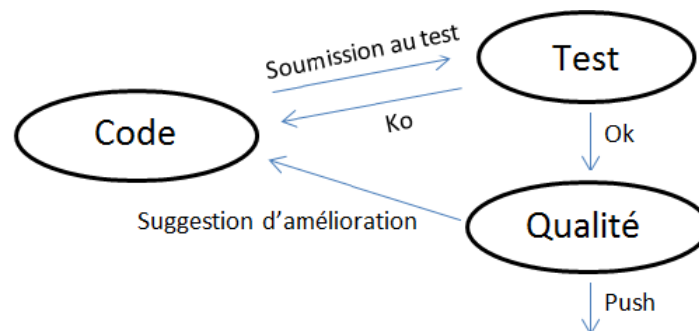 Soumission au test
Test
Code
Ko
Ok
Suggestion d'amélioration
Qualité
Push